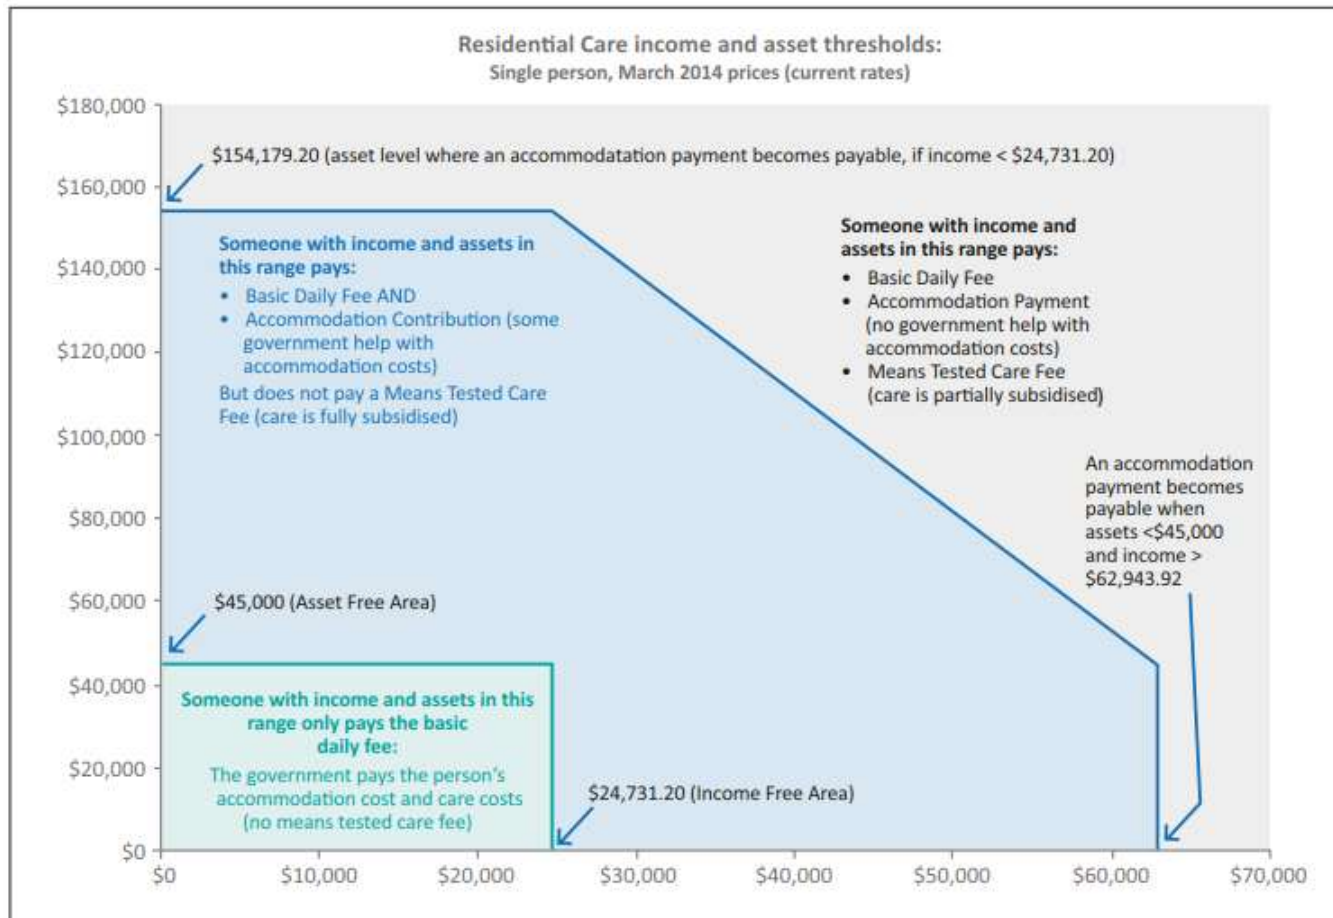 Residential Care income and asset thresholds:
Single person, March 2014 prices (current rates)
$180,000
$160,000
$140,000
$120,000
$100,000
$80,000
$60,000
$40,000
$20,000
$0
$154,179.20 (asset level where an accommodatation payment becomes payable, if income < $24,731.20)
Someone with income and assets in
this range pays:
• Basic Daily Fee AND
• Accommodation Contribution (some
government help with
accommodation costs)
But does not pay a Means Tested Care
Fee (care is fully subsidised)
Someone with income and
assets in this range pays:
• Basic Daily Fee
• Accommodation Payment
(no government help with
accommodation costs)
• Means Tested Care Fee
(care is partially subsidised)
An accommodation
payment becomes
payable when
assets <$45,000
and income >
$62,943.92
$45,000 (Asset Free Area)
Someone with income and assets in this
range only pays the basic
daily fee:
The government pays the person's
accommodation cost and care costs
(no means tested care fee)
$24,731.20 (Income Free Area)
$0
$10,000
$20,000
$30,000
$40,000
$50,000
$60,000
$70,000